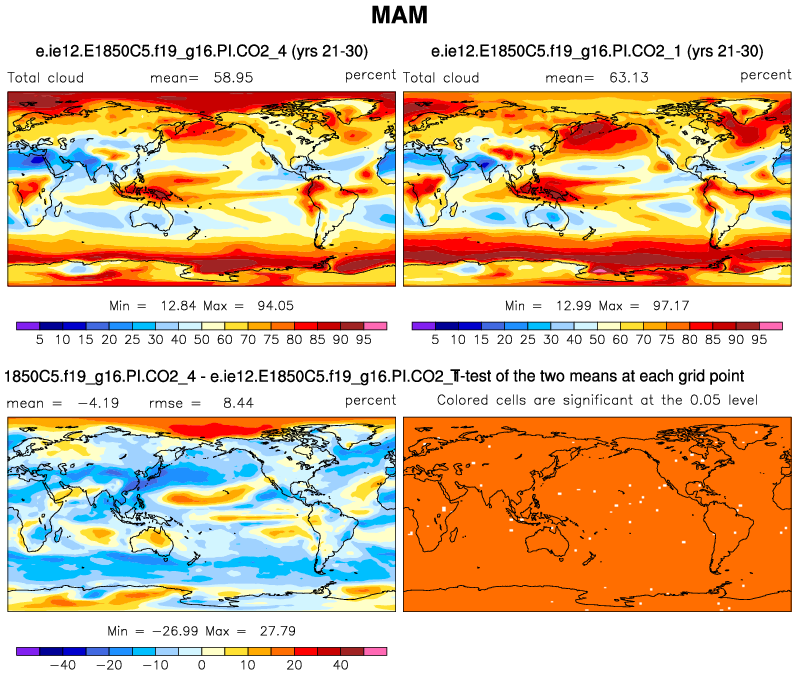 MAM
e.ie12.E1850C5.f19_g16.PI.CO2_4 (yrs 21-30)
Total cloud mean= 58.95 percent
Min = 12.84 Max = 94.05
5 10 15 20 25 30 40 50 60 70 75 80 85 90 95
e.ie12.E1850C5.f19_g16.PI.CO2_1 (yrs 21-30)
Total cloud mean= 63.13 percent
Min = 12.99 Max = 97.17
5 10 15 20 25 30 40 50 60 70 75 80 85 90 95
1850C5.f19_g16.PI.CO2_4 - e.ie12.E1850C5.f19_g16.PI.CO2_
mean = -4.19 rmse = 8.44 percent
Min = -26.99 Max = 27.79
-40 -20 -10 0 10 20 40
T-test of the two means at each grid point
Colored cells are significant at the 0.05 level